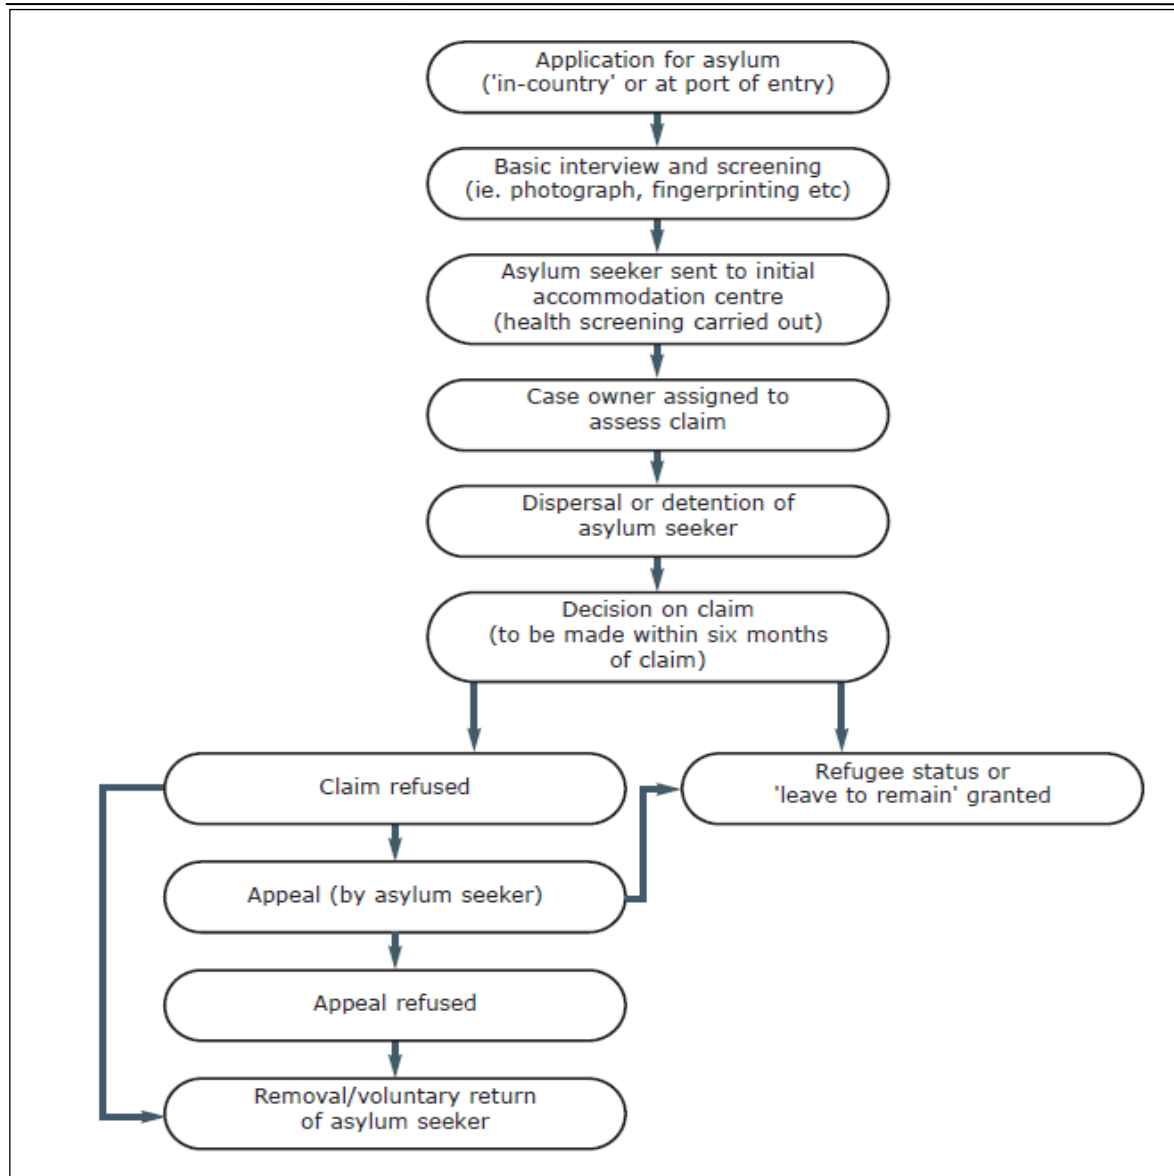 Application for asylum
('in-country' or at port of entry)
Basic interview and screening
(ie. photograph, fingerprinting etc)
Asylum seeker sent to initial
accommodation centre
(health screening carried out)
Case owner assigned to
assess claim
Dispersal or detention of
asylum seeker
Decision on claim
(to be made within six months
of claim)
Claim refused
Refugee status or
'leave to remain' granted
Appeal (by asylum seeker)
Appeal refused
Removal/voluntary return
of asylum seeker